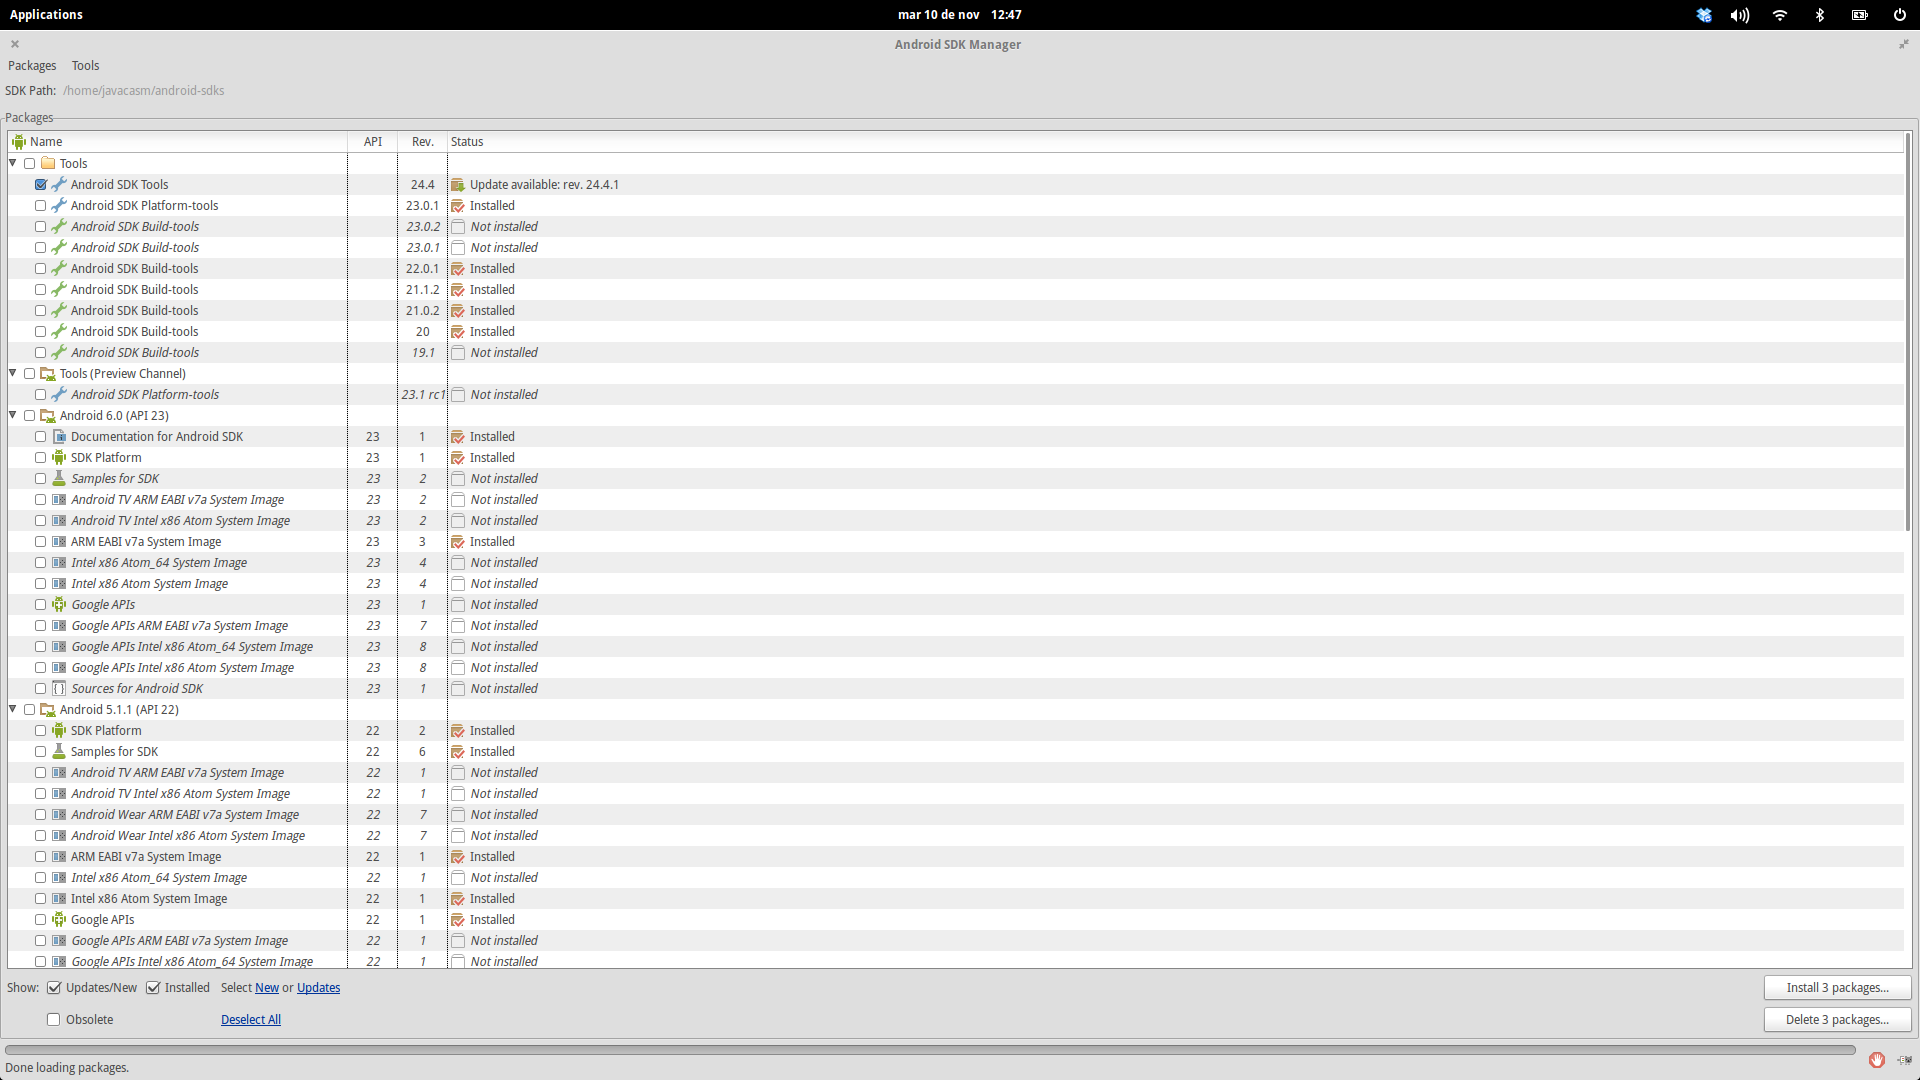 Applications mar 10 de nov 12:47
Android SDK Manager
Packages Tools
SDK Path: /home/javacasm/android-sdks
Packages
Name API Rev. Status
Tools
Android SDK Tools 24.4 Update available: rev. 24.4.1
Android SDK Platform-tools 23.0.1 Installed
Android SDK Build-tools 23.0.2 Not installed
Android SDK Build-tools 23.0.1 Not installed
Android SDK Build-tools 22.0.1 Installed
Android SDK Build-tools 21.1.2 Installed
Android SDK Build-tools 21.0.2 Installed
Android SDK Build-tools 20 Installed
Android SDK Build-tools 19.1 Not installed
Tools (Preview Channel)
Android SDK Platform-tools 23.1 rc1 Not installed
Android 6.0 (API 23)
Documentation for Android SDK 23 1 Installed
SDK Platform 23 1 Installed
Samples for SDK 23 2 Not installed
Android TV ARM EABI v7a System Image 23 2 Not installed
Android TV Intel x86 Atom System Image 23 2 Not installed
ARM EABI v7a System Image 23 3 Installed
Intel x86 Atom_64 System Image 23 4 Not installed
Intel x86 Atom System Image 23 4 Not installed
Google APIs 23 1 Not installed
Google APIs ARM EABI v7a System Image 23 7 Not installed
Google APIs Intel x86 Atom_64 System Image 23 8 Not installed
Google APIs Intel x86 Atom System Image 23 8 Not installed
Sources for Android SDK 23 1 Not installed
Android 5.1.1 (API 22)
SDK Platform 22 2 Installed
Samples for SDK 22 6 Installed
Android TV ARM EABI v7a System Image 22 1 Not installed
Android TV Intel x86 Atom System Image 22 1 Not installed
Android Wear ARM EABI v7a System Image 22 7 Not installed
Android Wear Intel x86 Atom System Image 22 7 Not installed
ARM EABI v7a System Image 22 1 Installed
Intel x86 Atom_64 System Image 22 1 Not installed
Intel x86 Atom System Image 22 1 Installed
Google APIs 22 1 Installed
Google APIs ARM EABI v7a System Image 22 1 Not installed
Google APIs Intel x86 Atom_64 System Image 22 1 Not installed
Show: Updates/New Installed Select New or Updates Install 3 packages...
Obsolete Deselect All Delete 3 packages...
Done loading packages.